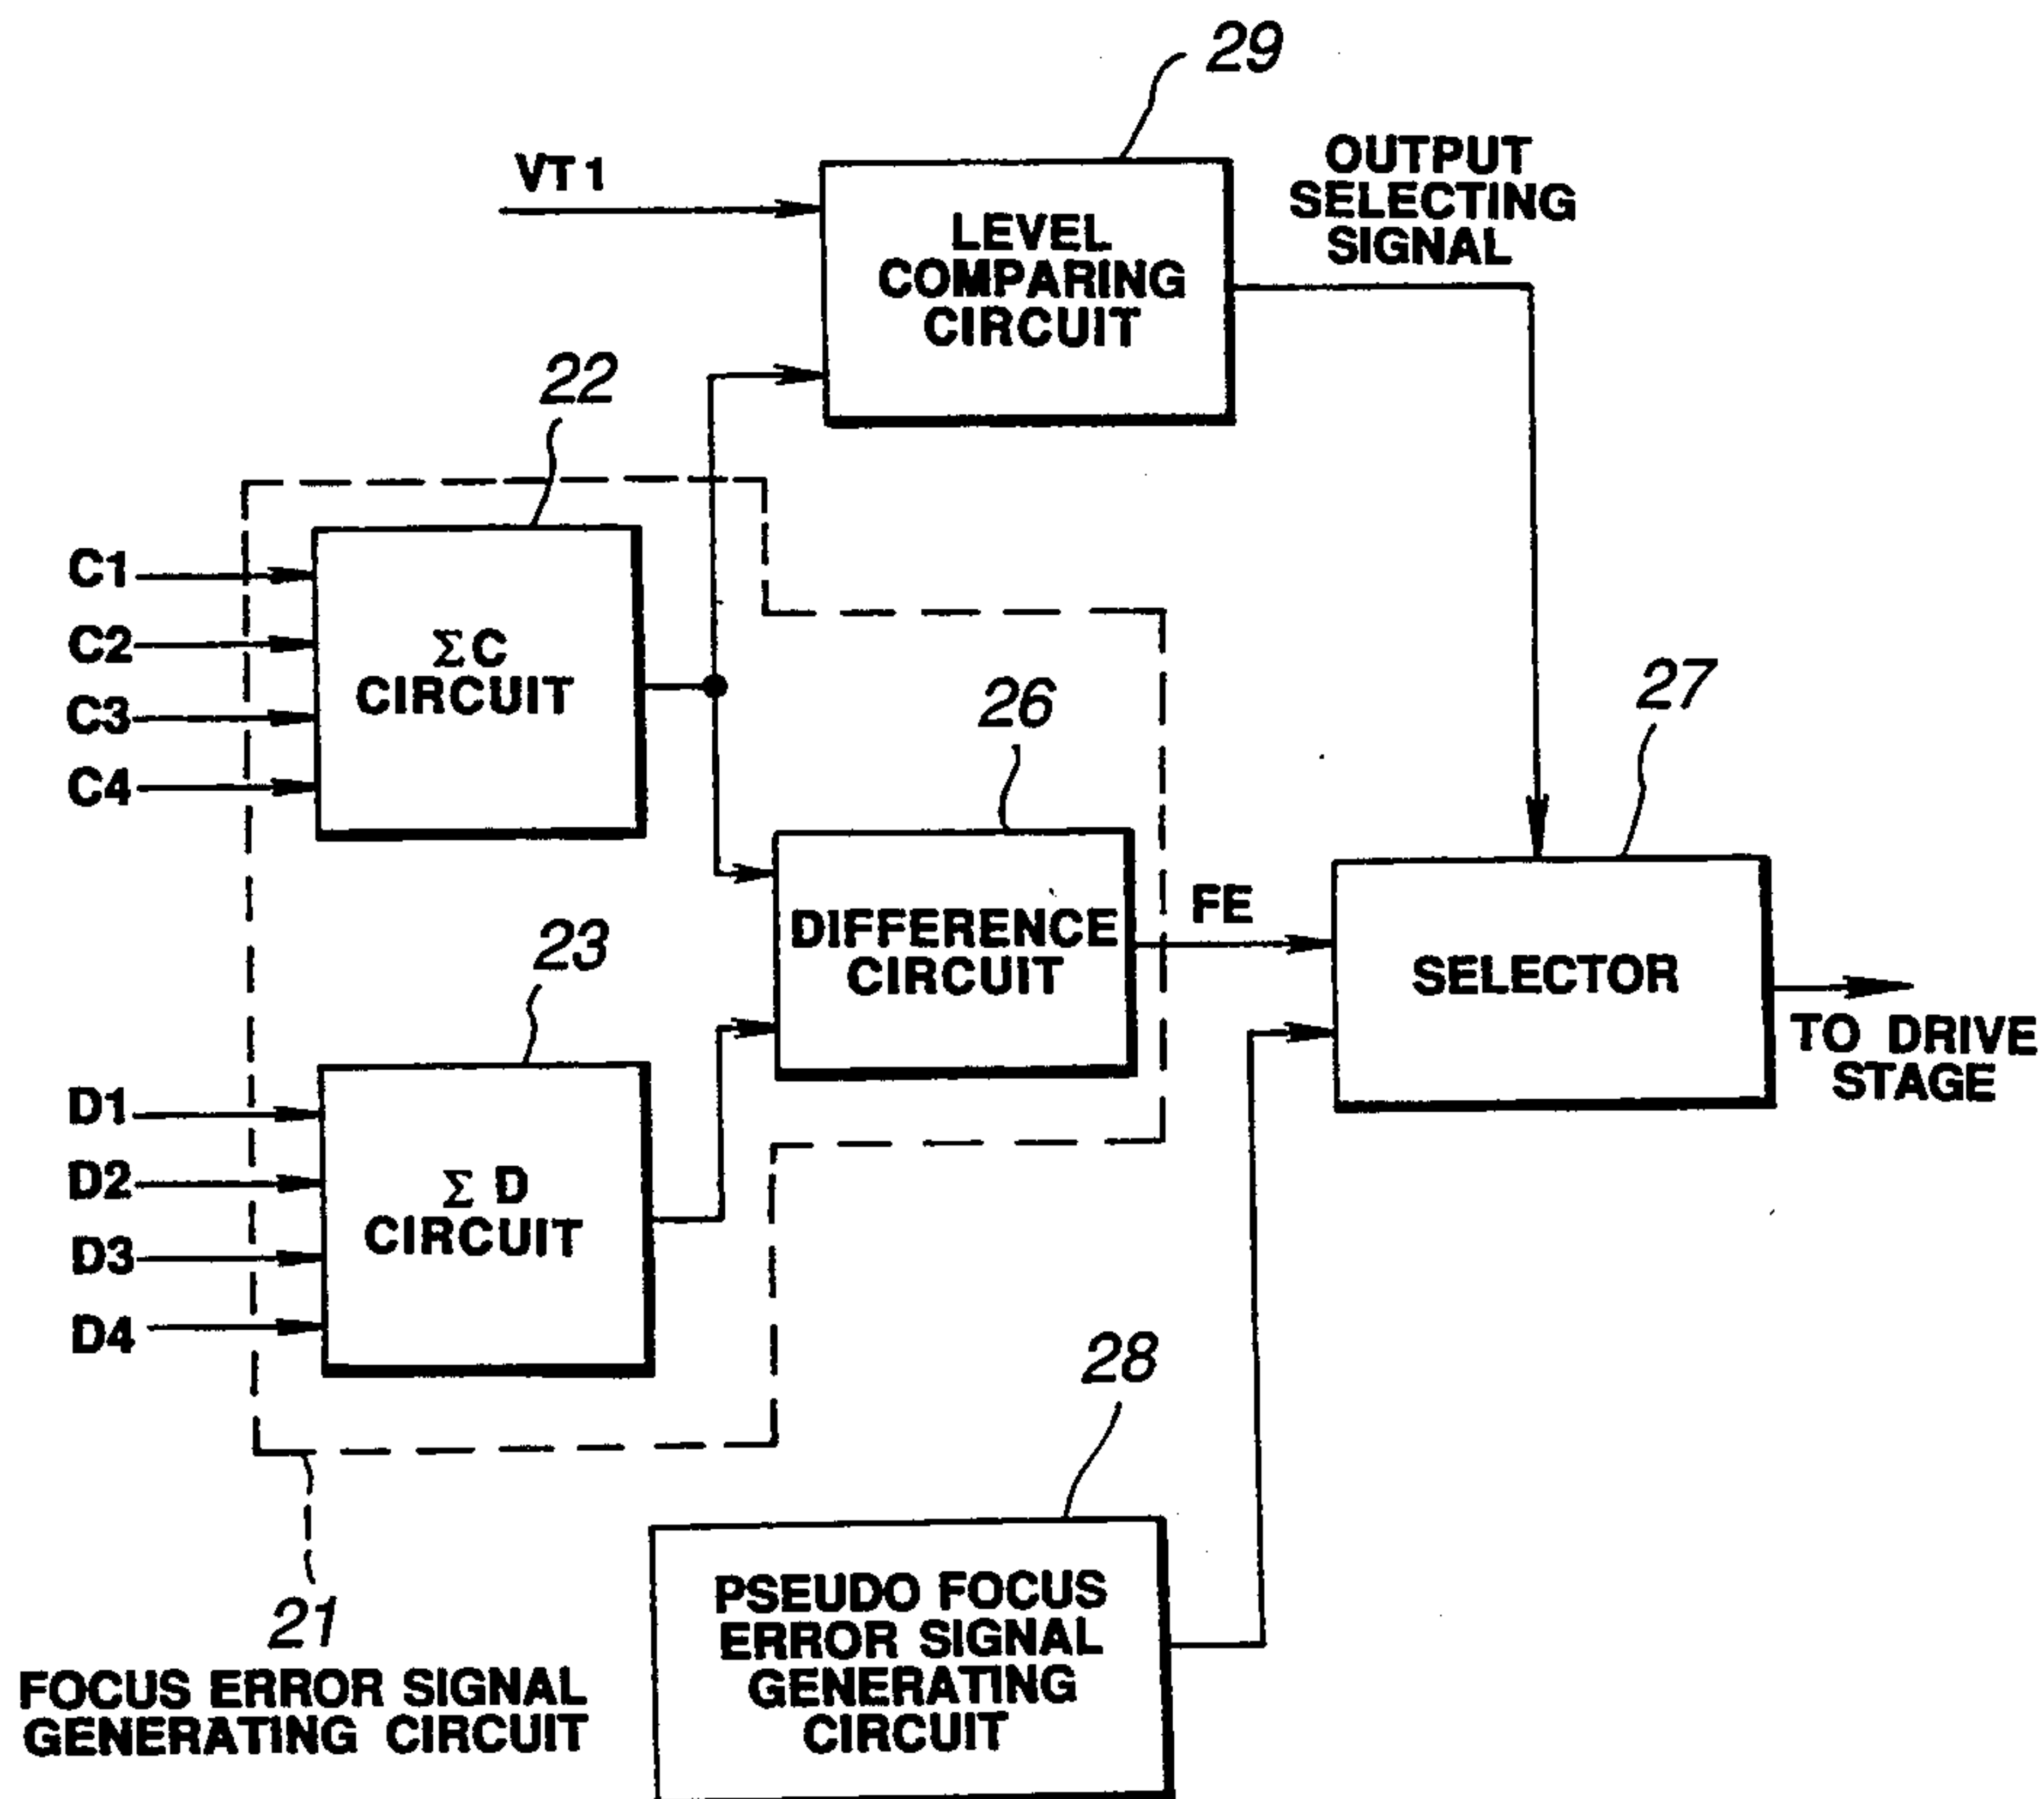 29
VT1
OUTPUT
SELECTING
SIGNAL
LEVEL
COMPARING
CIRCUIT
22
C1
C2
C3
C4
ΣC
CIRCUIT
26
27
23
DIFFERENCE
CIRCUIT
FE
SELECTOR
TO DRIVE
STAGE
D1
D2
D3
D4
Σ D
CIRCUIT
28
21
FOCUS ERROR SIGNAL
GENERATING CIRCUIT
PSEUDO FOCUS
ERROR SIGNAL
GENERATING
CIRCUIT